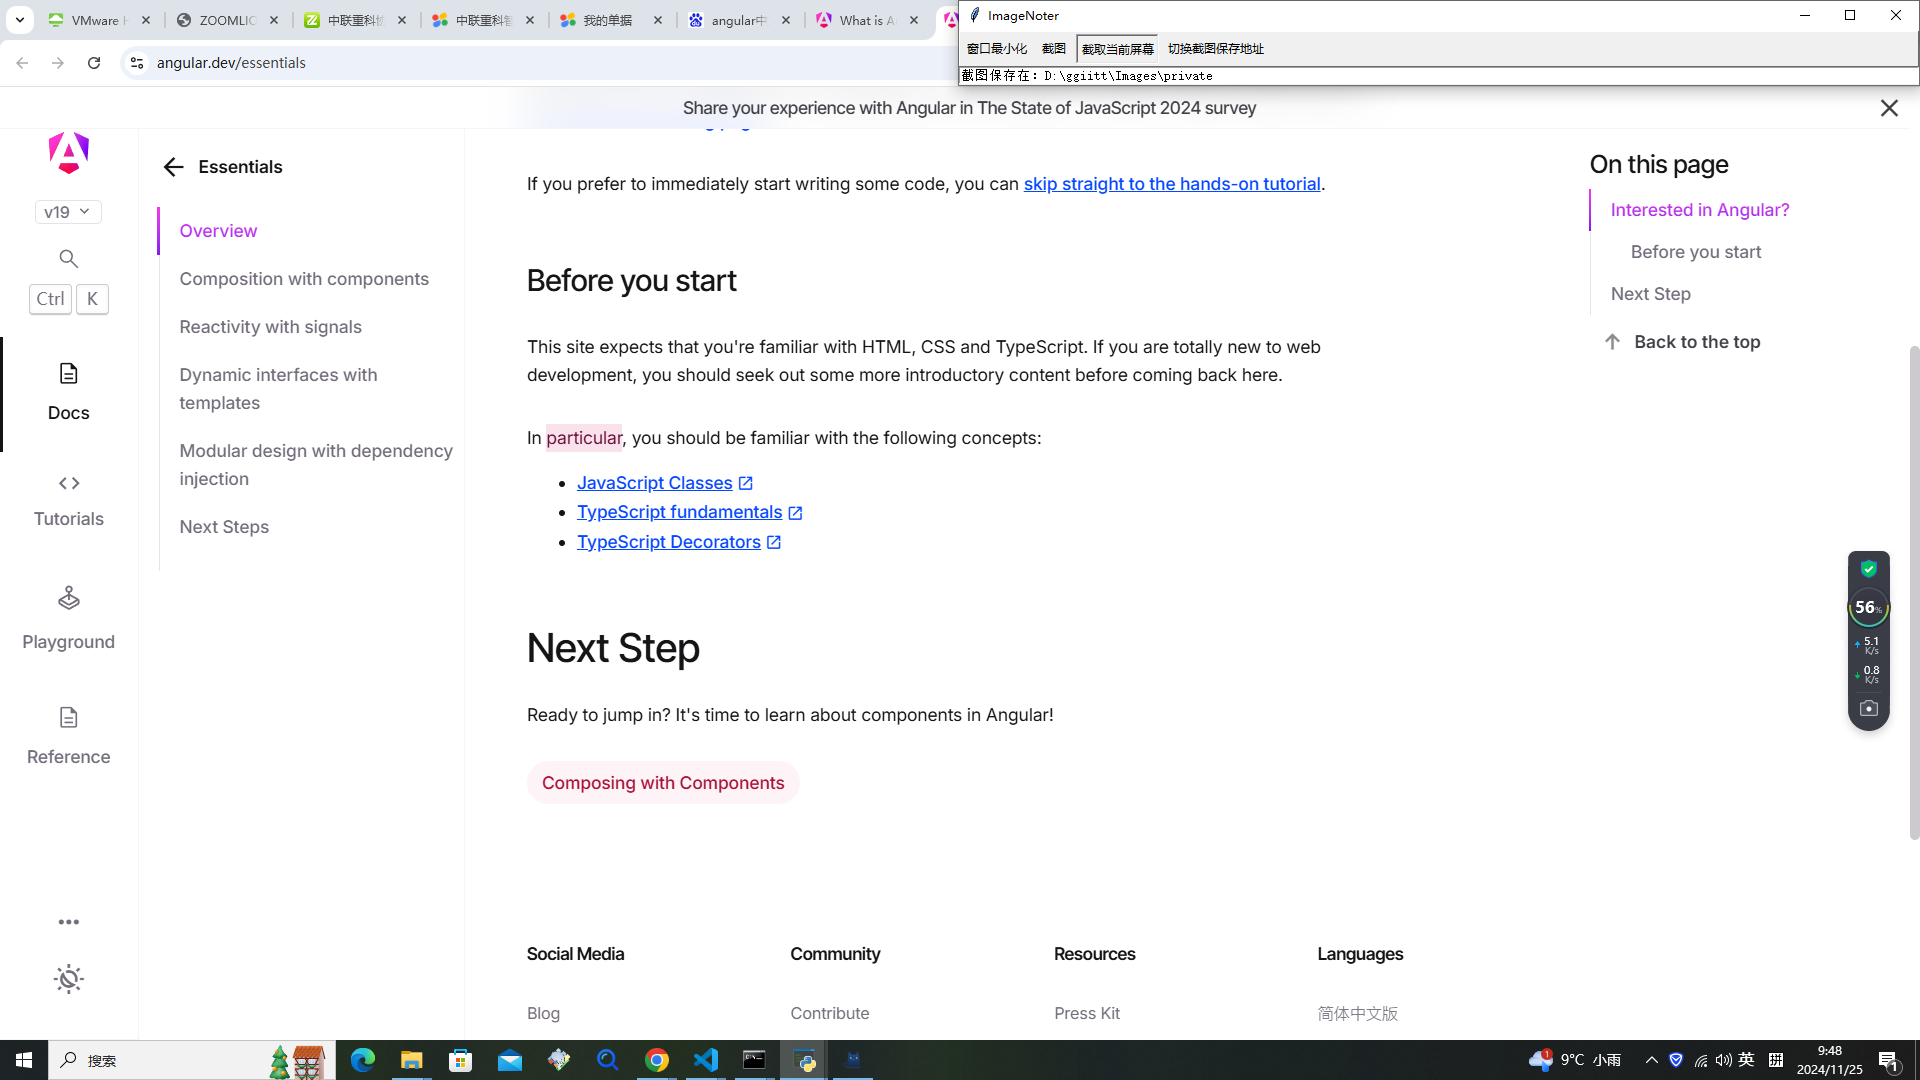 VMware H
ZOOMLIO
中联重科协
中联重科智
我的单据
angular中
What is A
ImageNoter
窗口最小化 截图 截取当前屏幕 切换截图保存地址
截图保存在: D:\ggiitt\Images\private
angular.dev/essentials
Share your experience with Angular in The State of JavaScript 2024 survey
v19
Ctrl K
Docs
Tutorials
Playground
Reference
Essentials
Overview
Composition with components
Reactivity with signals
Dynamic interfaces with
templates
Modular design with dependency
injection
Next Steps
If you prefer to immediately start writing some code, you can skip straight to the hands-on tutorial.
Before you start
This site expects that you're familiar with HTML, CSS and TypeScript. If you are totally new to web
development, you should seek out some more introductory content before coming back here.
In particular, you should be familiar with the following concepts:
JavaScript Classes
TypeScript fundamentals
TypeScript Decorators
Next Step
Ready to jump in? It's time to learn about components in Angular!
Composing with Components
Social Media
Community
Resources
Languages
Blog
Contribute
Press Kit
简体中文版
On this page
Interested in Angular?
Before you start
Next Step
Back to the top
56%
5.1
K/s
0.8
K/s
搜索
1
9°C 小雨
英
拼
9:48
2024/11/25
1